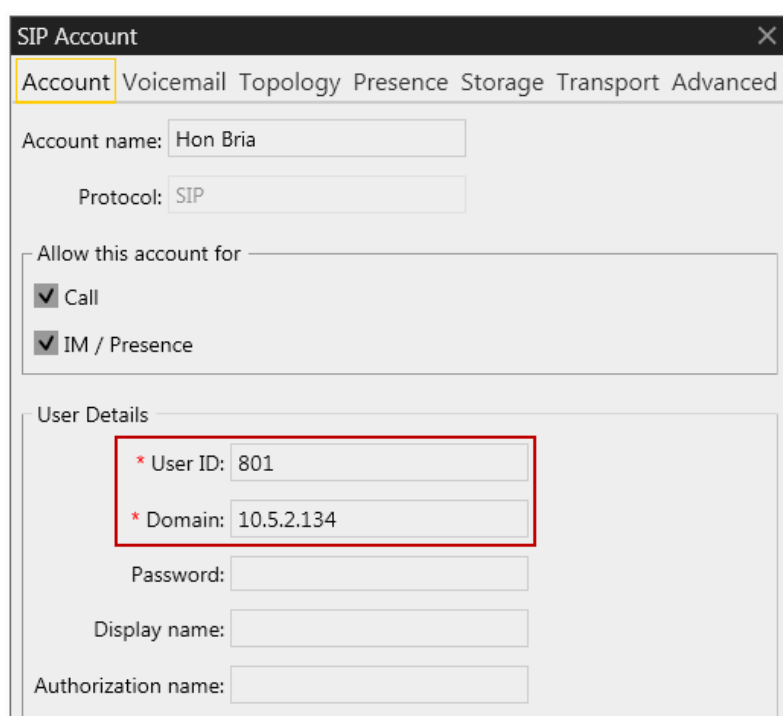 SIP Account
Account Voicemail Topology Presence Storage Transport Advanced
Account name: Hon Bria
Protocol: SIP
Allow this account for
Call
IM / Presence
User Details
* User ID: 801
* Domain: 10.5.2.134
Password:
Display name:
Authorization name: